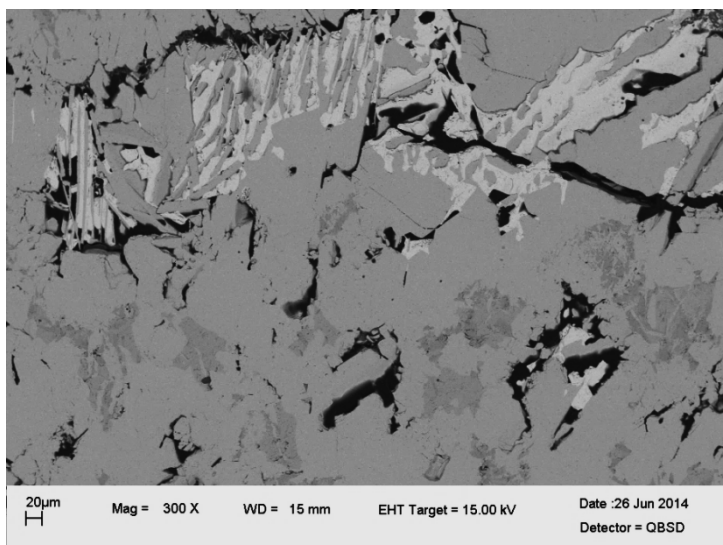 20µm
Mag = 300 X WD = 15 mm EHT Target = 15.00 kV Date :26 Jun 2014
Detector = QBSD